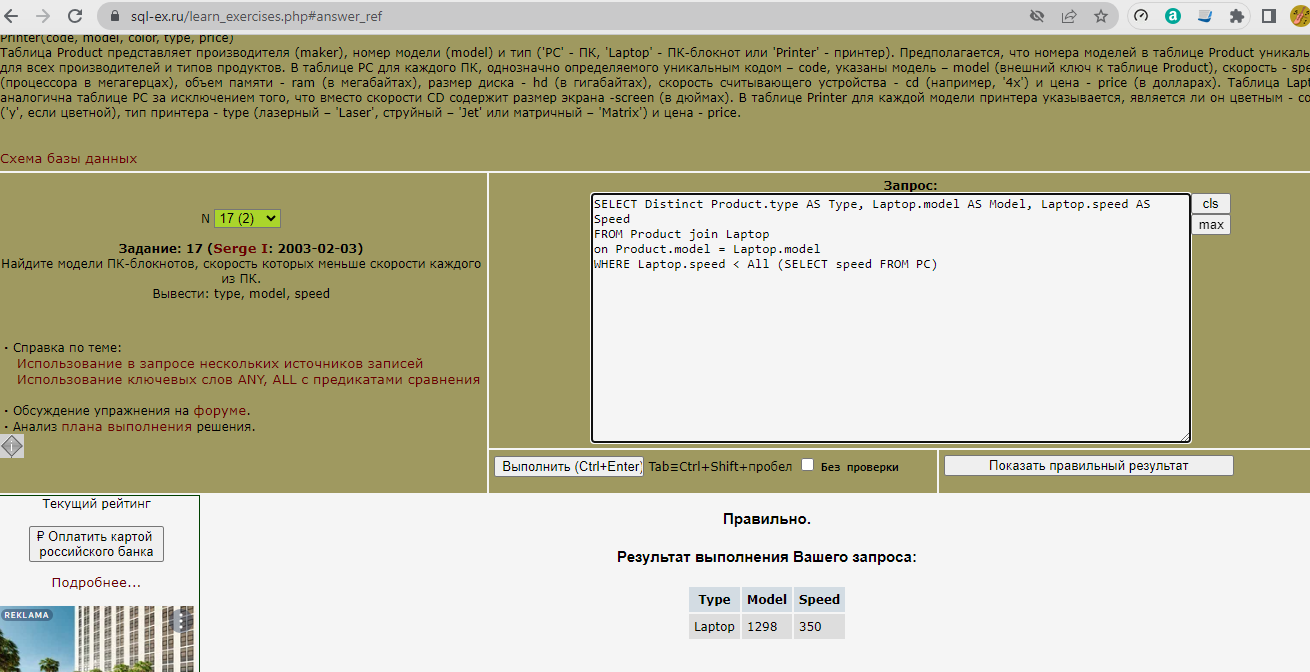 sql-ex.ru/learn_exercises.php#answer_ref
Printer(code, model, color, type, price)
Таблица Product представляет производителя (maker), номер модели (model) и тип ('PC' - ПК, 'Laptop' - ПК-блокнот или 'Printer' - принтер). Предполагается, что номера моделей в таблице Product уникаль
для всех производителей и типов продуктов. В таблице PC для каждого ПК, однозначно определяемого уникальным кодом – code, указаны модель – model (внешний ключ к таблице Product), скорость - spe
(процессора в мегагерцах), объем памяти - ram (в мегабайтах), размер диска - hd (в гигабайтах), скорость считывающего устройства - cd (например, '4x') и цена - price (в долларах). Таблица Lapt
аналогична таблице РС за исключением того, что вместо скорости CD содержит размер экрана -screen (в дюймах). В таблице Printer для каждой модели принтера указывается, является ли он цветным - co
('y', если цветной), тип принтера - type (лазерный – 'Laser', струйный – 'Jet' или матричный – 'Matrix') и цена - price.
Схема базы данных
N 17 (2)
Задание: 17 (Serge I: 2003-02-03)
Найдите модели ПК-блокнотов, скорость которых меньше скорости каждого
из ПК.
Вывести: type, model, speed
· Справка по теме:
Использование в запросе нескольких источников записей
Использование ключевых слов ANY, ALL с предикатами сравнения
· Обсуждение упражнения на форуме.
· Анализ плана выполнения решения.
Запрос:
SELECT Distinct Product.type AS Type, Laptop.model AS Model, Laptop.speed AS
Speed
FROM Product join Laptop
on Product.model = Laptop.model
WHERE Laptop.speed < All (SELECT speed FROM PC)
cls
max
Выполнить (Ctrl+Enter) Tab≡Ctrl+Shift+пробел Без проверки
Показать правильный результат
Текущий рейтинг
₽ Оплатить картой
российского банка
Подробнее...
REKLAMA
Правильно.
Результат выполнения Вашего запроса:
Type Model Speed
Laptop 1298 350